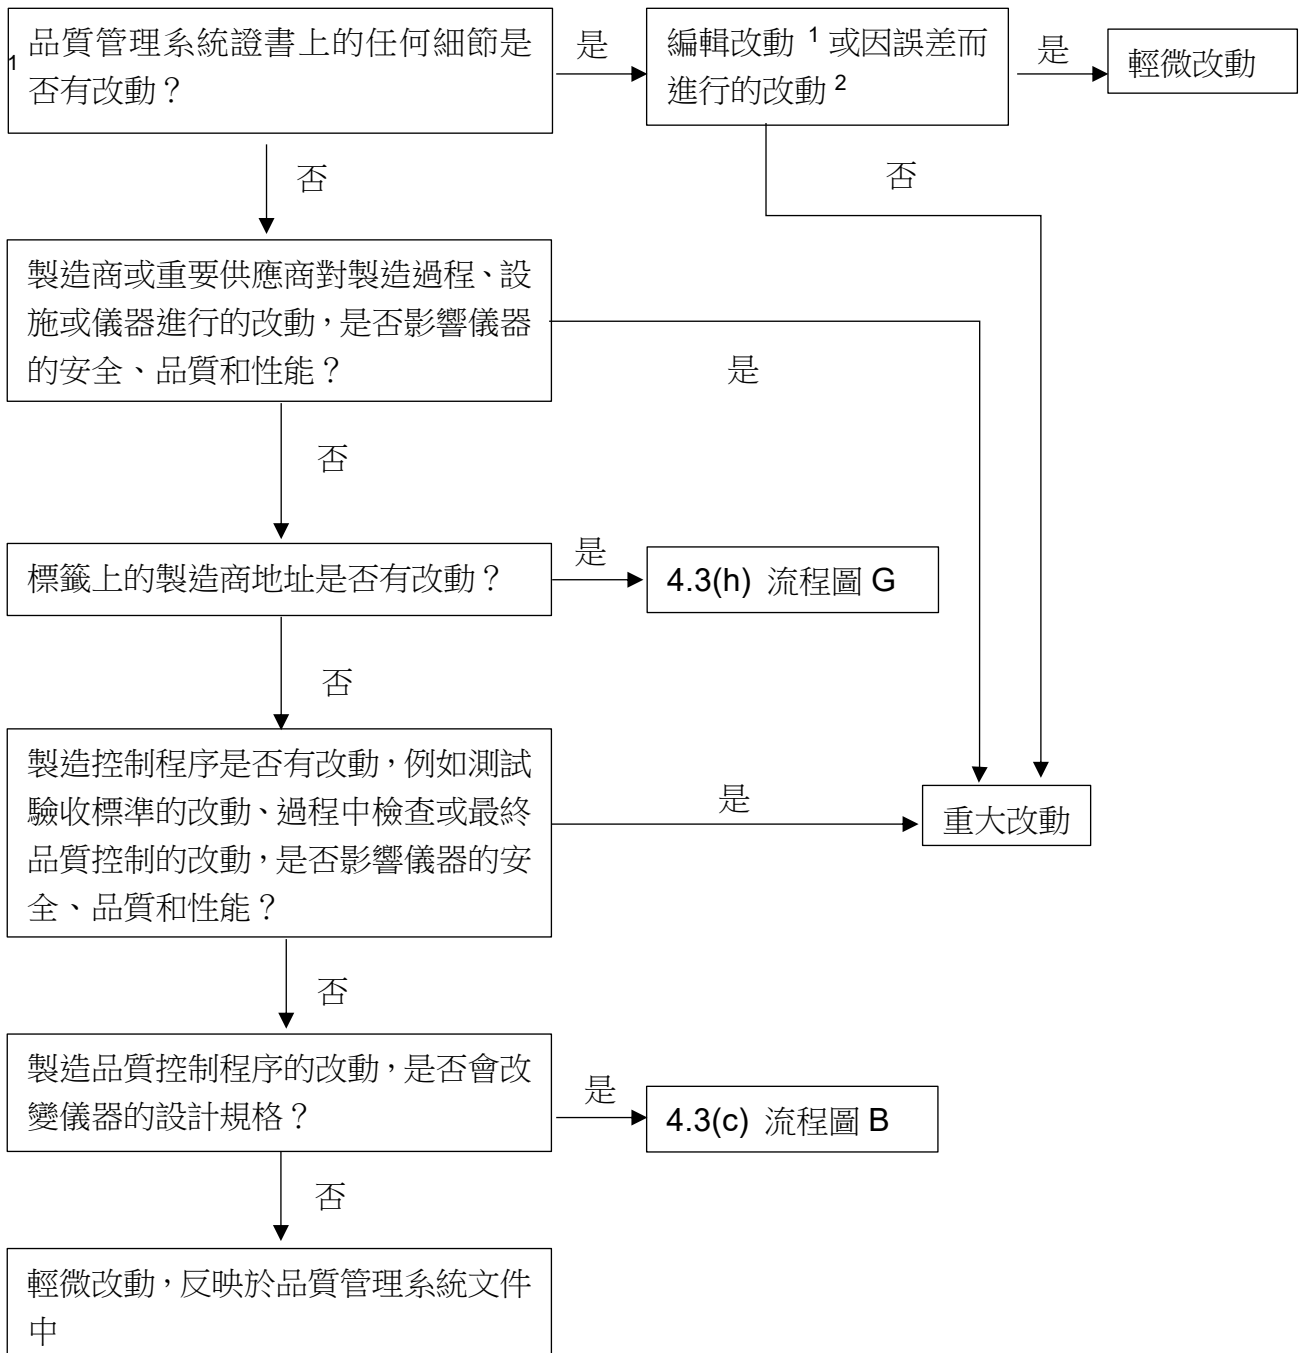 1
品質管理系統證書上的任何細節是
否有改動？
是
編輯改動 1 或因誤差而
進行的改動 2
是
輕微改動
否
否
製造商或重要供應商對製造過程、設
施或儀器進行的改動，是否影響儀器
的安全、品質和性能？
是
否
標籤上的製造商地址是否有改動？
是
4.3(h) 流程圖 G
否
製造控制程序是否有改動，例如測試
驗收標準的改動、過程中檢查或最終
品質控制的改動，是否影響儀器的安
全、品質和性能？
是
重大改動
否
製造品質控制程序的改動，是否會改
變儀器的設計規格？
是
4.3(c) 流程圖 B
否
輕微改動，反映於品質管理系統文件
中